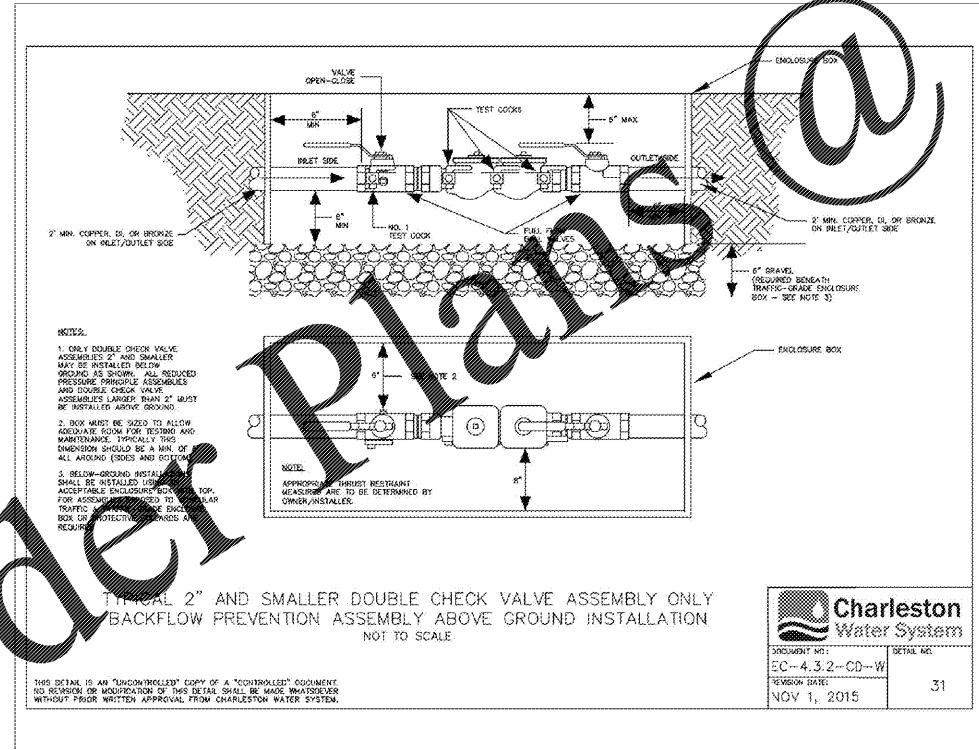 ENCLOSURE BOX
VALVE
OPEN-CLOSE
6"
MIN
TEST COCKS
6" MAX
INLET SIDE
OUTLET SIDE
6"
MIN
NO. 1
TEST COCK
2" MIN. COPPER, DI, OR BRONZE
ON INLET/OUTLET SIDE
2" MIN. COPPER, DI, OR BRONZE
ON INLET/OUTLET SIDE
6" GRAVEL
(REQUIRED BENEATH
TRAFFIC-GRADE ENCLOSURE
BOX - SEE NOTE 3)
NOTES:
1. ONLY DOUBLE CHECK VALVE
ASSEMBLIES 2" AND SMALLER
MAY BE INSTALLED BELOW
GROUND AS SHOWN. ALL REDUCED
PRESSURE PRINCIPLE ASSEMBLIES
AND DOUBLE CHECK VALVE
ASSEMBLIES LARGER THAN 2" MUST
BE INSTALLED ABOVE GROUND.
2. BOX MUST BE SIZED TO ALLOW
ADEQUATE ROOM FOR TESTING AND
MAINTENANCE. TYPICALLY THIS
DIMENSION SHOULD BE A MIN. OF
ALL AROUND (SIDES AND BOTTOM)
3. BELOW-GROUND
SHALL BE INSTALLED
ACCEPTABLE ENCLOSURE BOX TOP.
FOR TO
TRAFFIC
BOX OR PROTECTIVE
ENCLOSURE BOX
6"
NOTE 2
8"
NOTE:
APPROPRIATE THRUST RESTRAINT
MEASURES ARE TO BE DETERMINED BY
OWNER/INSTALLER.
der Plans @
TYPICAL 2" AND SMALLER DOUBLE CHECK VALVE ASSEMBLY ONLY
BACKFLOW PREVENTION ASSEMBLY ABOVE GROUND INSTALLATION
NOT TO SCALE
THIS DETAIL IS AN "UNCONTROLLED" COPY OF A "CONTROLLED" DOCUMENT.
NO REVISION OR MODIFICATION OF THIS DETAIL SHALL BE MADE WHATSOEVER
WITHOUT PRIOR WRITTEN APPROVAL FROM CHARLESTON WATER SYSTEM.
Charleston
Water System
DOCUMENT NO:
EC-4.3.2-CD-W
REVISION DATE:
NOV 1, 2015
DETAIL NO.
31